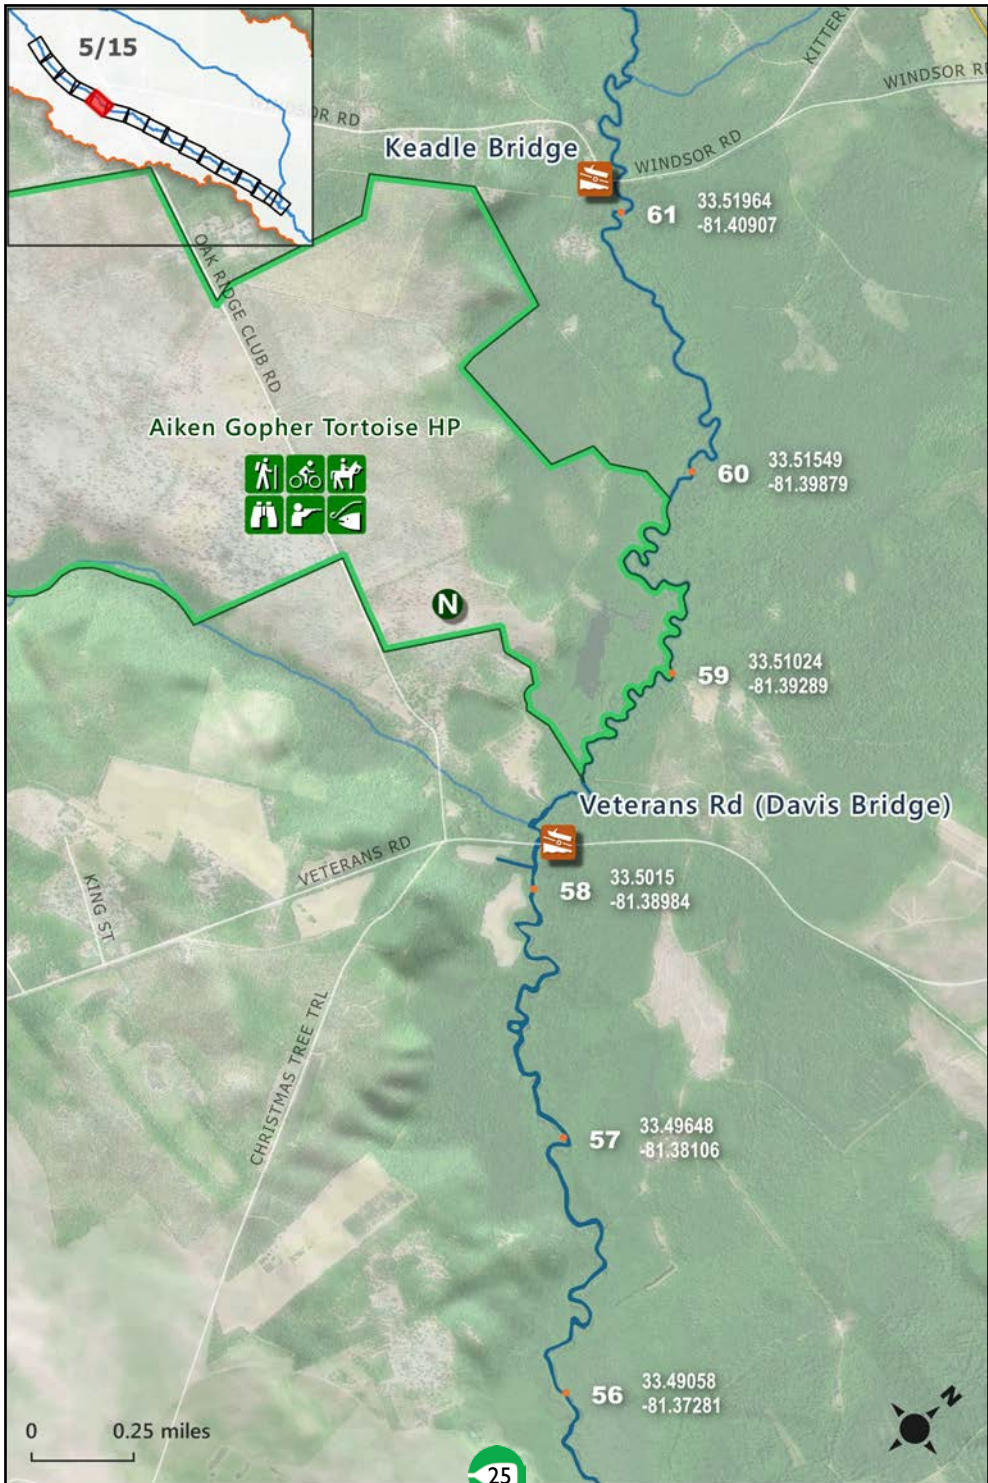 5/15
WINDSOR RD
KITTERY
WINDSOR RD
WINDSOR RD
Keadle Bridge
61
33.51964
-81.40907
OAK RIDGE CLUB RD
Aiken Gopher Tortoise HP
60
33.51549
-81.39879
N
59
33.51024
-81.39289
Veterans Rd (Davis Bridge)
VETERANS RD
58
33.5015
-81.38984
KING ST
CHRISTMAS TREE TRL
57
33.49648
-81.38106
56
33.49058
-81.37281
0 0.25 miles
N
25